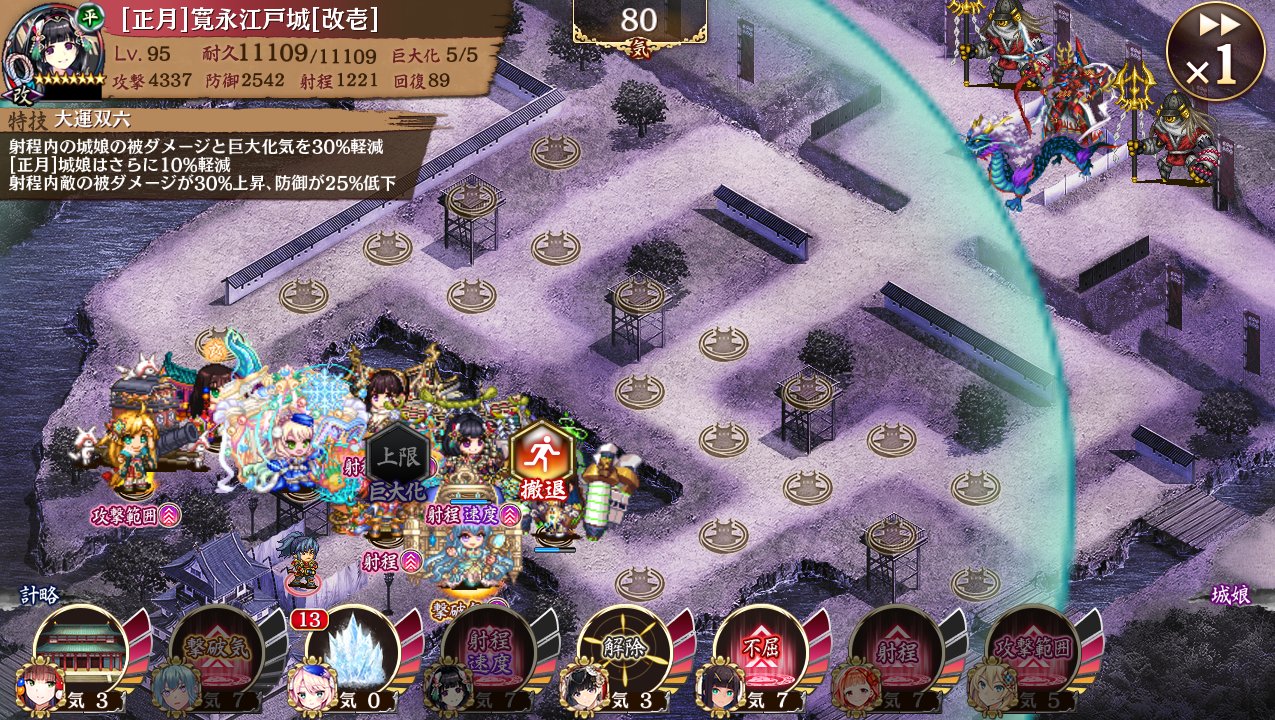 平 [正月]寛永江戸城[改壱]
Lv.95 耐久11109/11109 巨大化5/5
攻撃4337 防御2542 射程1221 回復89
改
特技 大運双六
射程内の城娘の被ダメージと巨大化気を30%軽減
[正月]城娘はさらに10%軽減
射程内敵の被ダメージが30%上昇、防御が25%低下
80
気
×1
上限
巨大化
撤退
攻撃範囲
射程速度
射程
計略
城娘
気3
撃破気
気7
13
気0
射程
速度
気7
解除
気3
不屈
気7
射程
気7
攻撃範囲
気5